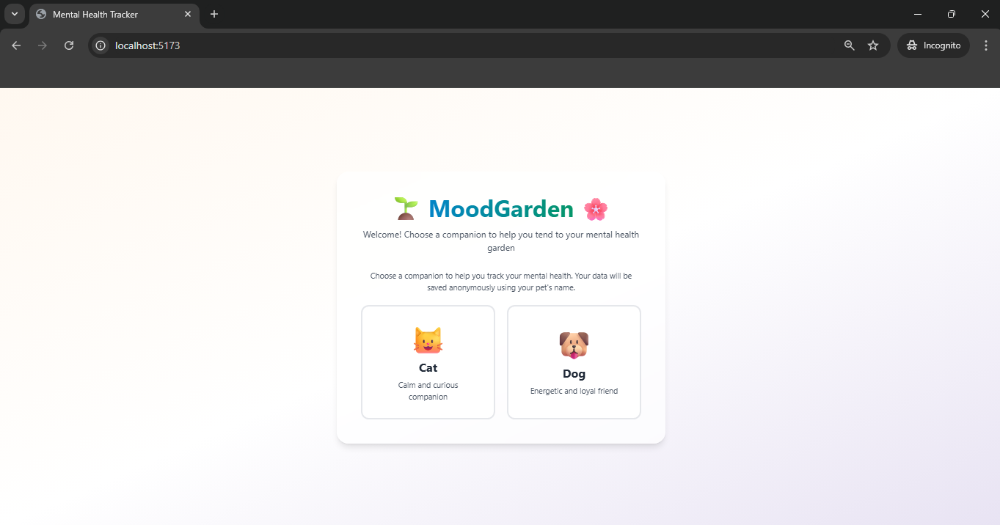 Mental Health Tracker
localhost:5173
Incognito
🌱 MoodGarden 🌸
Welcome! Choose a companion to help you tend to your mental health
garden
Choose a companion to help you track your mental health. Your data will be
saved anonymously using your pet's name.
Cat
Calm and curious
companion
Dog
Energetic and loyal friend